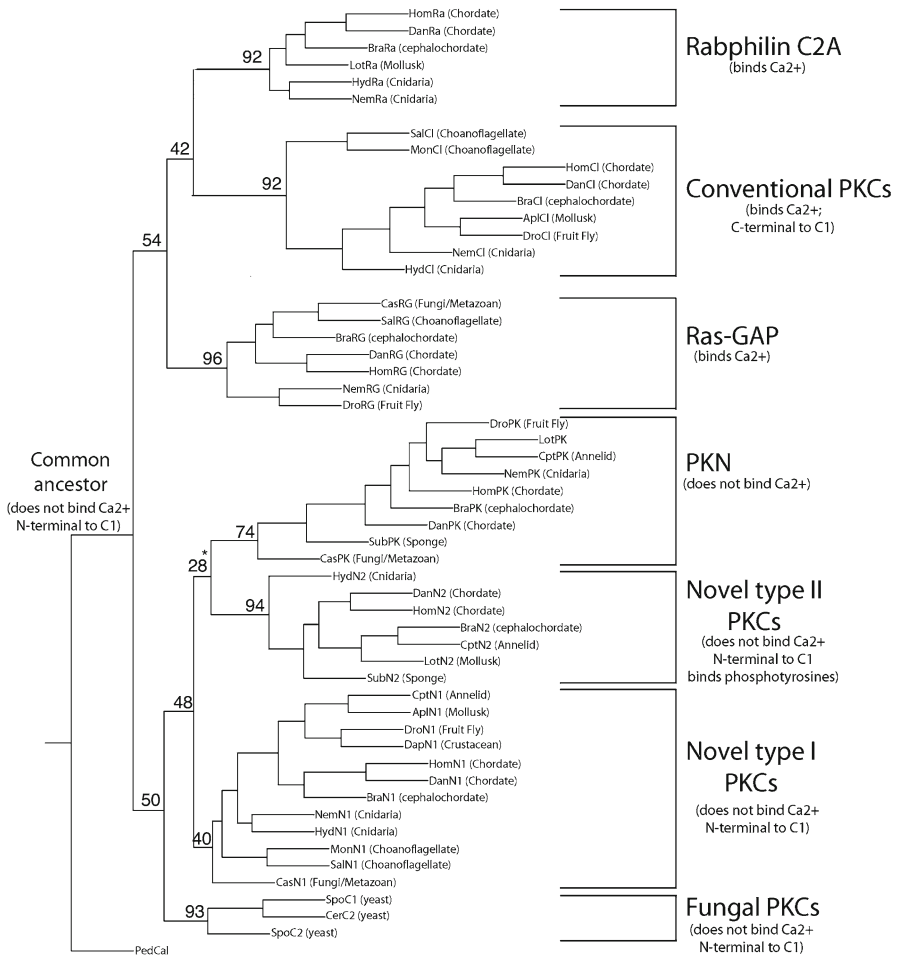 HomRa (Chordate)
DanRa (Chordate)
BraRa (cephalochordate)
92
LotRa (Mollusk)
HydRa (Cnidaria)
NemRa (Cnidaria)
Rabphilin C2A
(binds Ca2+)
42
SalCl (Choanoflagellate)
MonCl (Choanoflagellate)
HomCl (Chordate)
92
DanCl (Chordate)
BraCl (cephalochordate)
AplCl (Mollusk)
DroCl (Fruit Fly)
NemCl (Cnidaria)
HydCl (Cnidaria)
Conventional PKCs
(binds Ca2+;
C-terminal to C1)
54
CasRG (Fungi/Metazoan)
SalRG (Choanoflagellate)
BraRG (cephalochordate)
DanRG (Chordate)
96
HomRG (Chordate)
NemRG (Cnidaria)
DroRG (Fruit Fly)
Ras-GAP
(binds Ca2+)
Common
ancestor
(does not bind Ca2+
N-terminal to C1)
DroPK (Fruit Fly)
LotPK
CptPK (Annelid)
NemPK (Cnidaria)
HomPK (Chordate)
BraPK (cephalochordate)
DanPK (Chordate)
74
SubPK (Sponge)
CasPK (Fungi/Metazoan)
PKN
(does not bind Ca2+)
*
28
HydN2 (Cnidaria)
DanN2 (Chordate)
94
HomN2 (Chordate)
BraN2 (cephalochordate)
CptN2 (Annelid)
LotN2 (Mollusk)
SubN2 (Sponge)
Novel type II
PKCs
(does not bind Ca2+
N-terminal to C1
binds phosphotyrosines)
48
CptN1 (Annelid)
AplN1 (Mollusk)
DroN1 (Fruit Fly)
DapN1 (Crustacean)
HomN1 (Chordate)
DanN1 (Chordate)
BraN1 (cephalochordate)
NemN1 (Cnidaria)
HydN1 (Cnidaria)
40
MonN1 (Choanoflagellate)
SalN1 (Choanoflagellate)
CasN1 (Fungi/Metazoan)
Novel type I
PKCs
(does not bind Ca2+
N-terminal to C1)
50
SpoC1 (yeast)
93
CerC2 (yeast)
SpoC2 (yeast)
Fungal PKCs
(does not bind Ca2+
N-terminal to C1)
PedCal